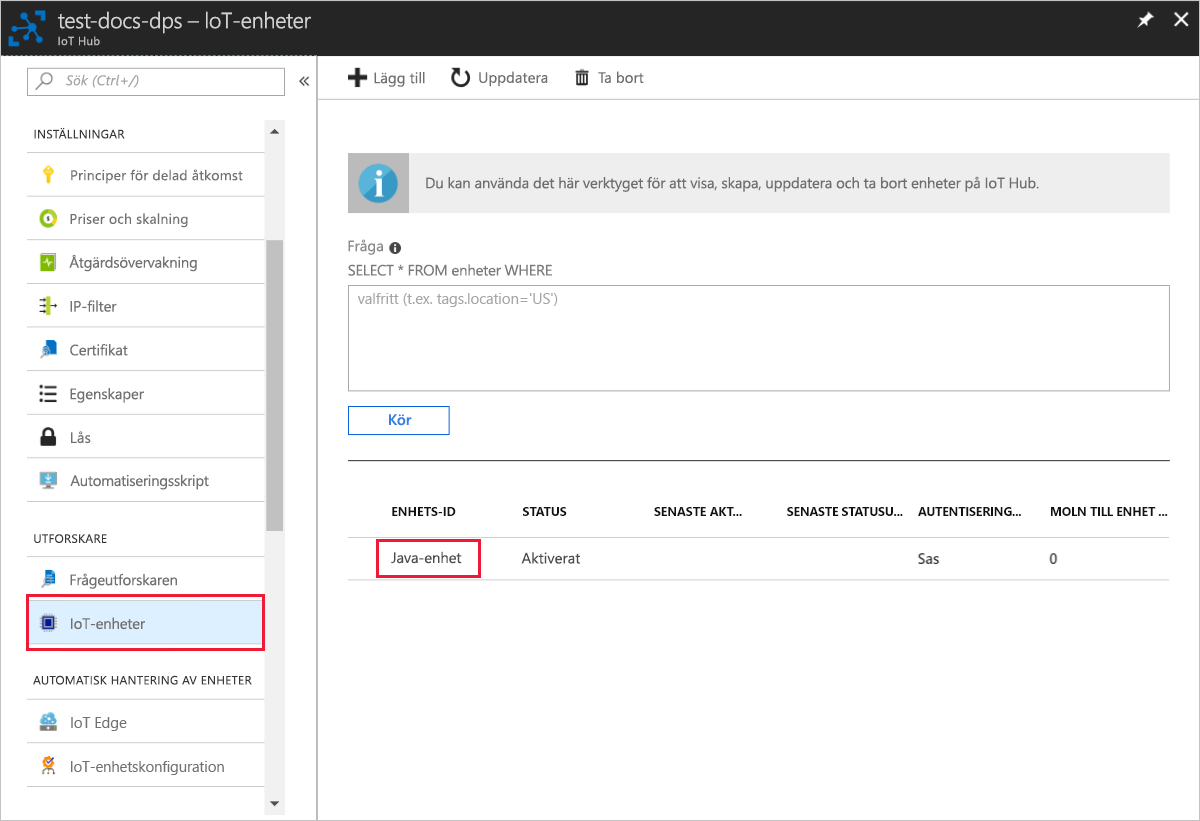 test-docs-dps – IoT-enheter
IoT Hub
Sök (Ctrl+/)
«
INSTÄLLNINGAR
Principer för delad åtkomst
Priser och skalning
Åtgärdsövervakning
IP-filter
Certifikat
Egenskaper
Lås
Automatiseringsskript
UTFORSKARE
Frågeutforskaren
IoT-enheter
AUTOMATISK HANTERING AV ENHETER
IoT Edge
IoT-enhetskonfiguration
Lägg till Uppdatera Ta bort
Du kan använda det här verktyget för att visa, skapa, uppdatera och ta bort enheter på IoT Hub.
Fråga
SELECT * FROM enheter WHERE
valfritt (t.ex. tags.location='US')
Kör
ENHETS-ID STATUS SENASTE AKT... SENASTE STATUSU... AUTENTISERING... MOLN TILL ENHET ...
Java-enhet Aktiverat Sas 0